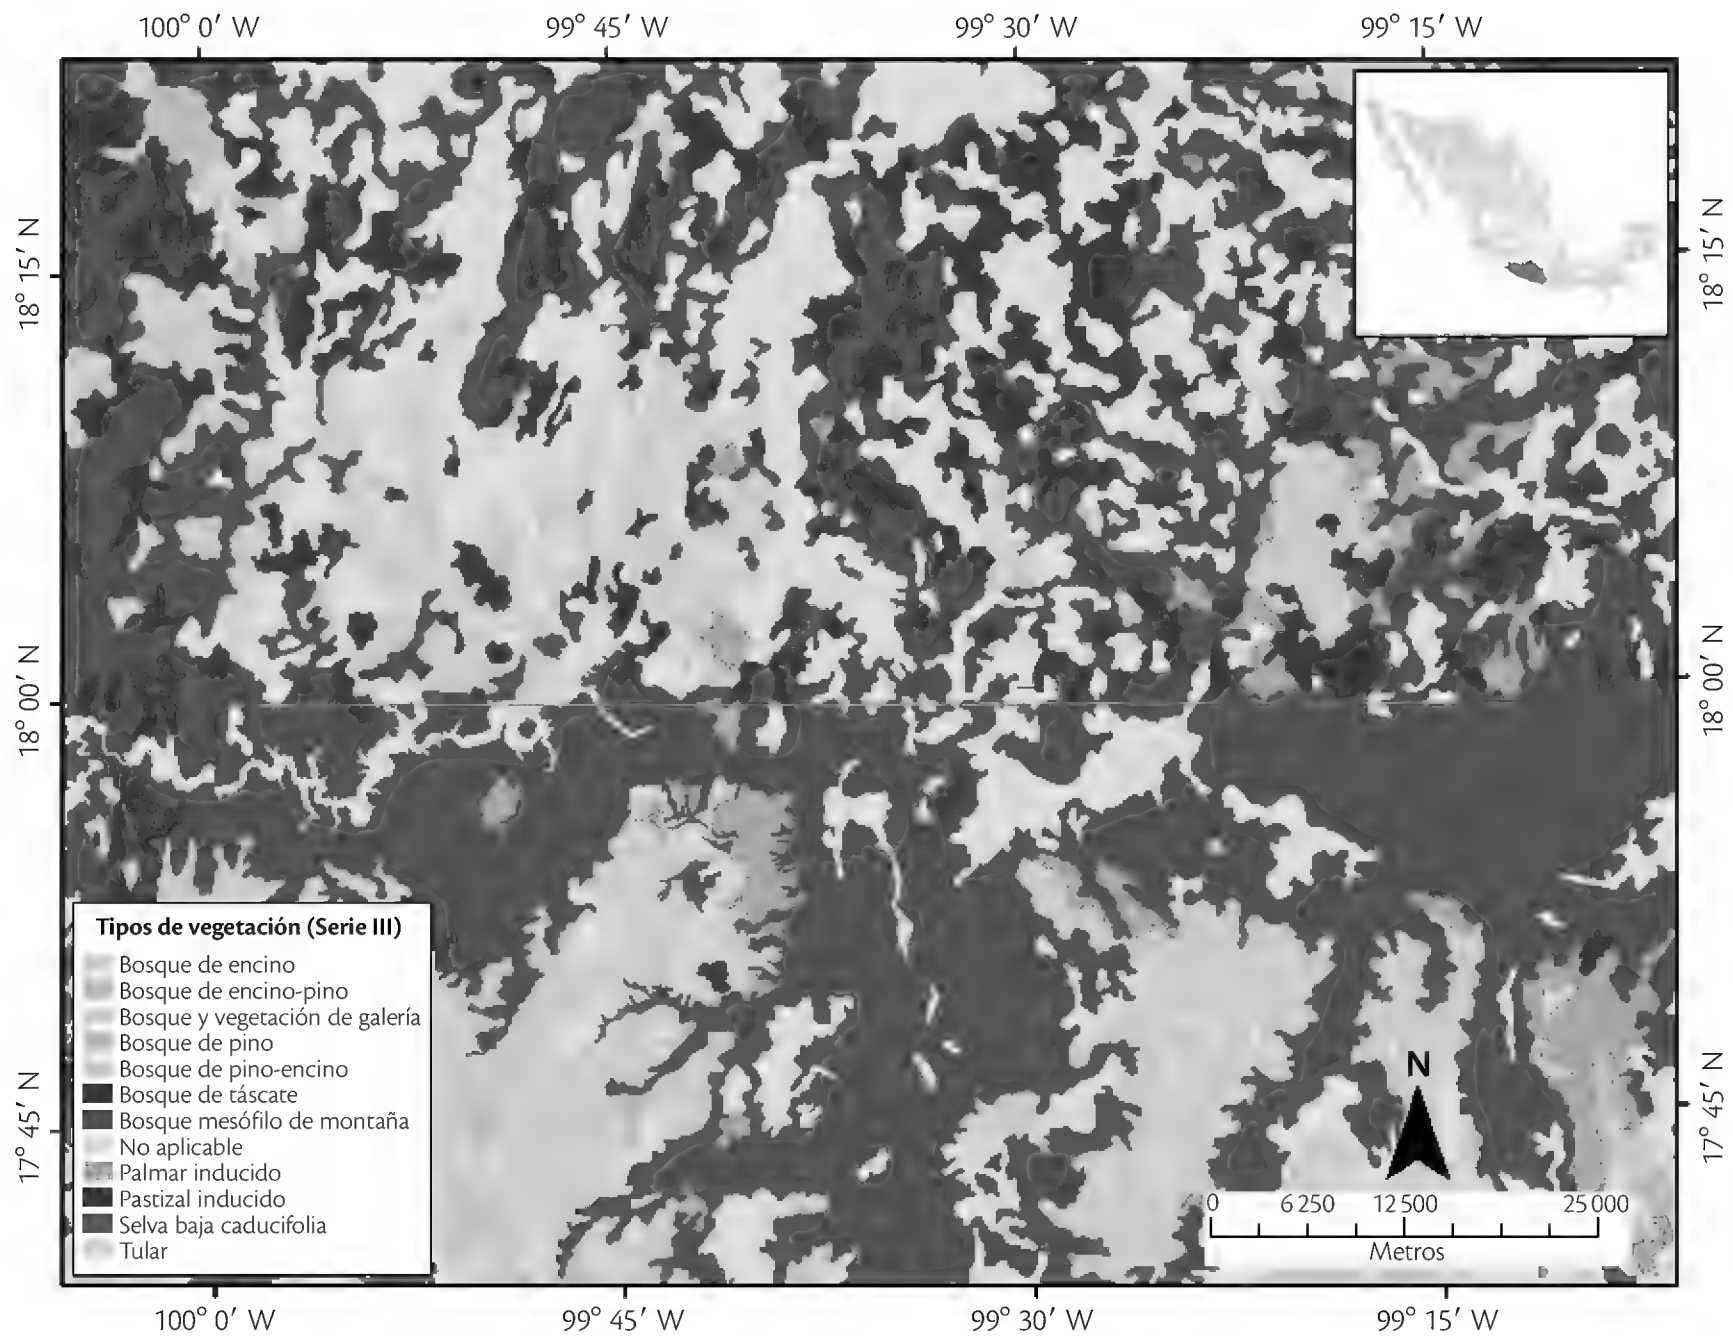 100° 0′ W 99° 45′ W 99° 30′ W 99° 15′ W
18° 15′ N
18° 15′ N
18° 00′ N
18° 00′ N
17° 45′ N
17° 45′ N
Tipos de vegetación (Serie III)
Bosque de encino
Bosque de encino-pino
Bosque y vegetación de galería
Bosque de pino
Bosque de pino-encino
Bosque de táscate
Bosque mesófilo de montaña
No aplicable
Palmar inducido
Pastizal inducido
Selva baja caducifolia
Tular
N
0 6 250 12 500 25 000
Metros
100° 0′ W 99° 45′ W 99° 30′ W 99° 15′ W